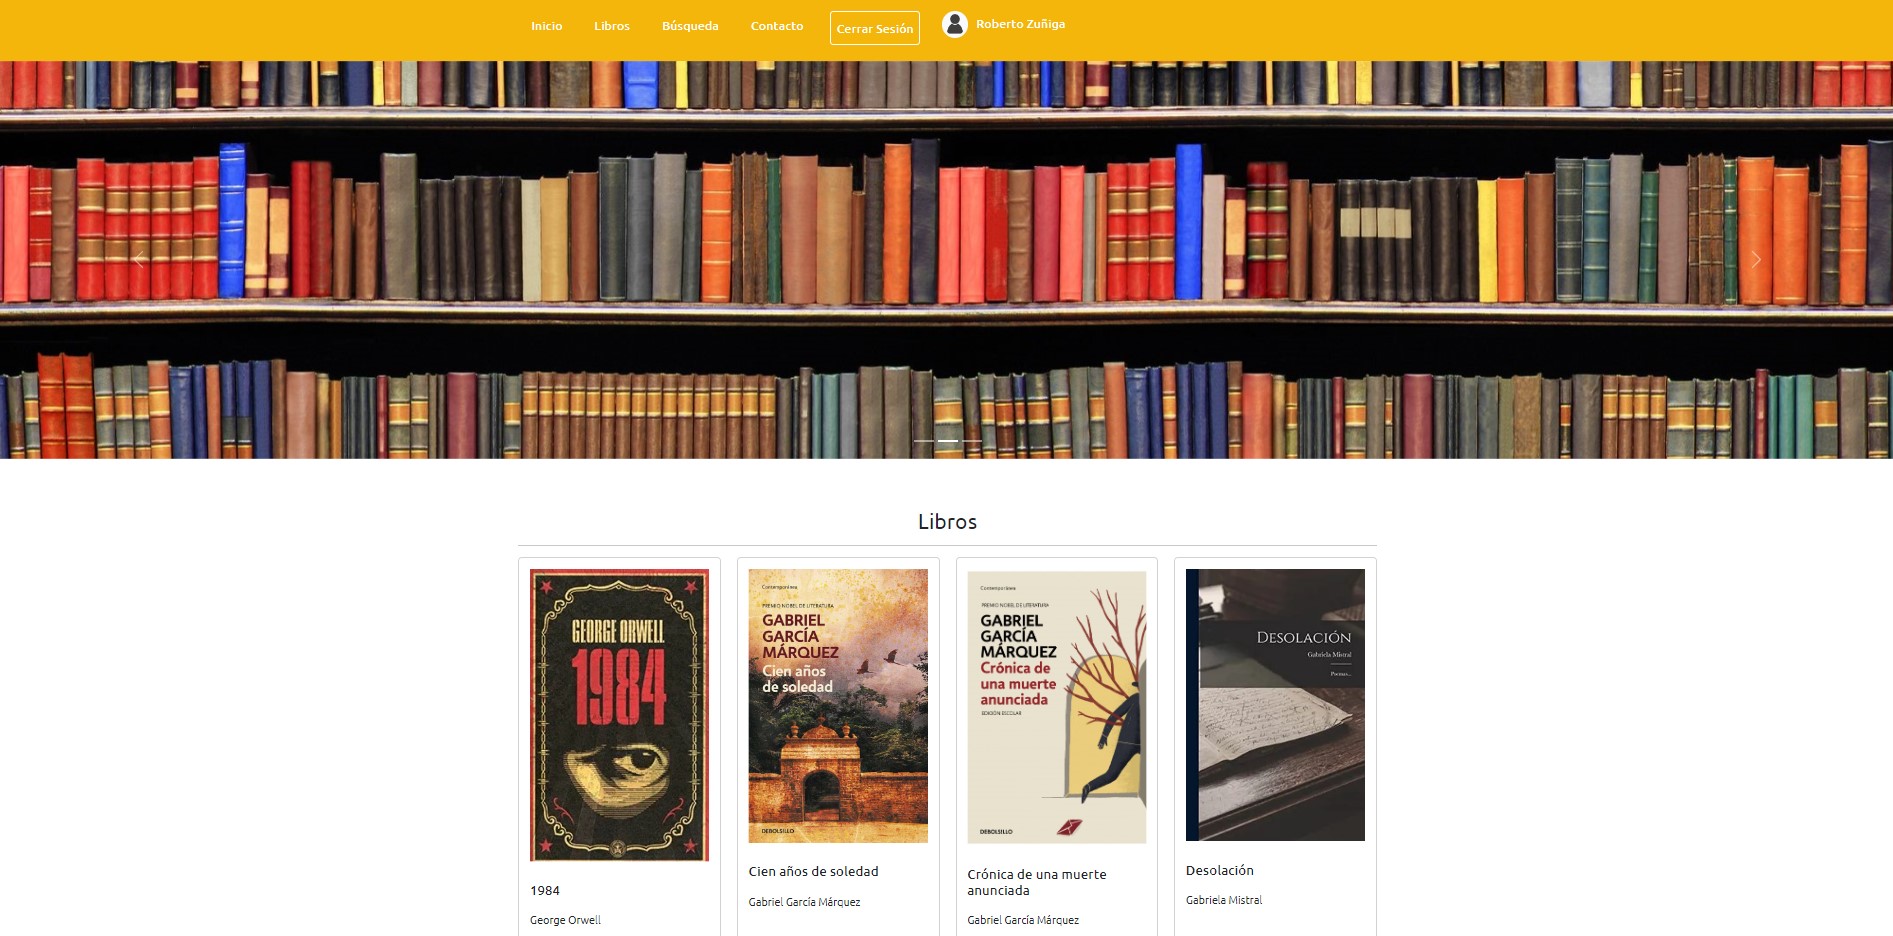 Inicio
Libros
Búsqueda
Contacto
Cerrar Sesión
Roberto Zuñiga
Libros
GEORGE ORWELL
1984
1984
George Orwell
Contemporánea
PREMIO NOBEL DE LITERATURA
GABRIEL
GARCÍA
MÁRQUEZ
Cien años
de soledad
DEBOLSILLO
Cien años de soledad
Gabriel García Márquez
Contemporánea
PREMIO NOBEL DE LITERATURA
GABRIEL
GARCÍA
MÁRQUEZ
Crónica de
una muerte
anunciada
EDICIÓN ESCOLAR
DEBOLSILLO
Crónica de una muerte
anunciada
Gabriel García Márquez
DESOLACIÓN
Gabriela Mistral
Poemas...
Desolación
Gabriela Mistral